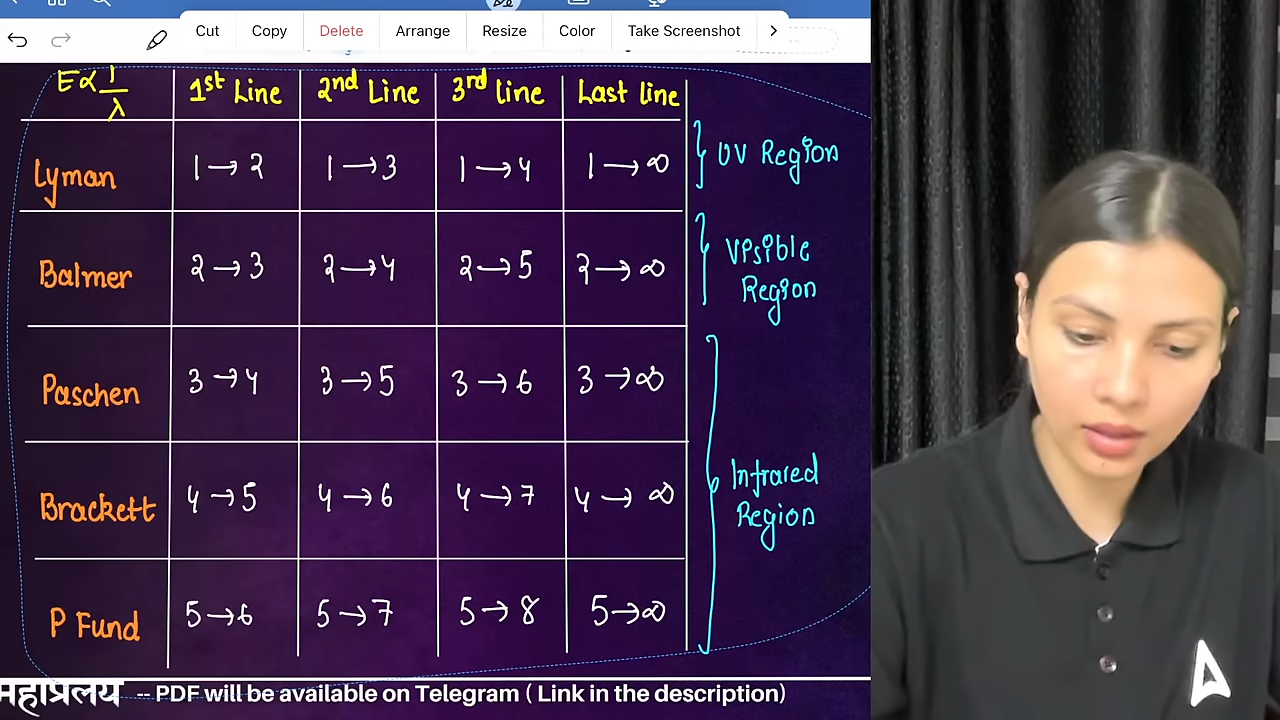 Cut Copy Delete Arrange Resize Color Take Screenshot
E∝1/λ 1st Line 2nd Line 3rd line Last line
Lyman 1→2 1→3 1→4 1→∞ UV Region
Balmer 2→3 2→4 2→5 2→∞ Visible
Region
Paschen 3→4 3→5 3→6 3→∞
Brackett 4→5 4→6 4→7 4→∞ Infrared
Region
P Fund 5→6 5→7 5→8 5→∞
महाप्रलय -- PDF will be available on Telegram ( Link in the description)